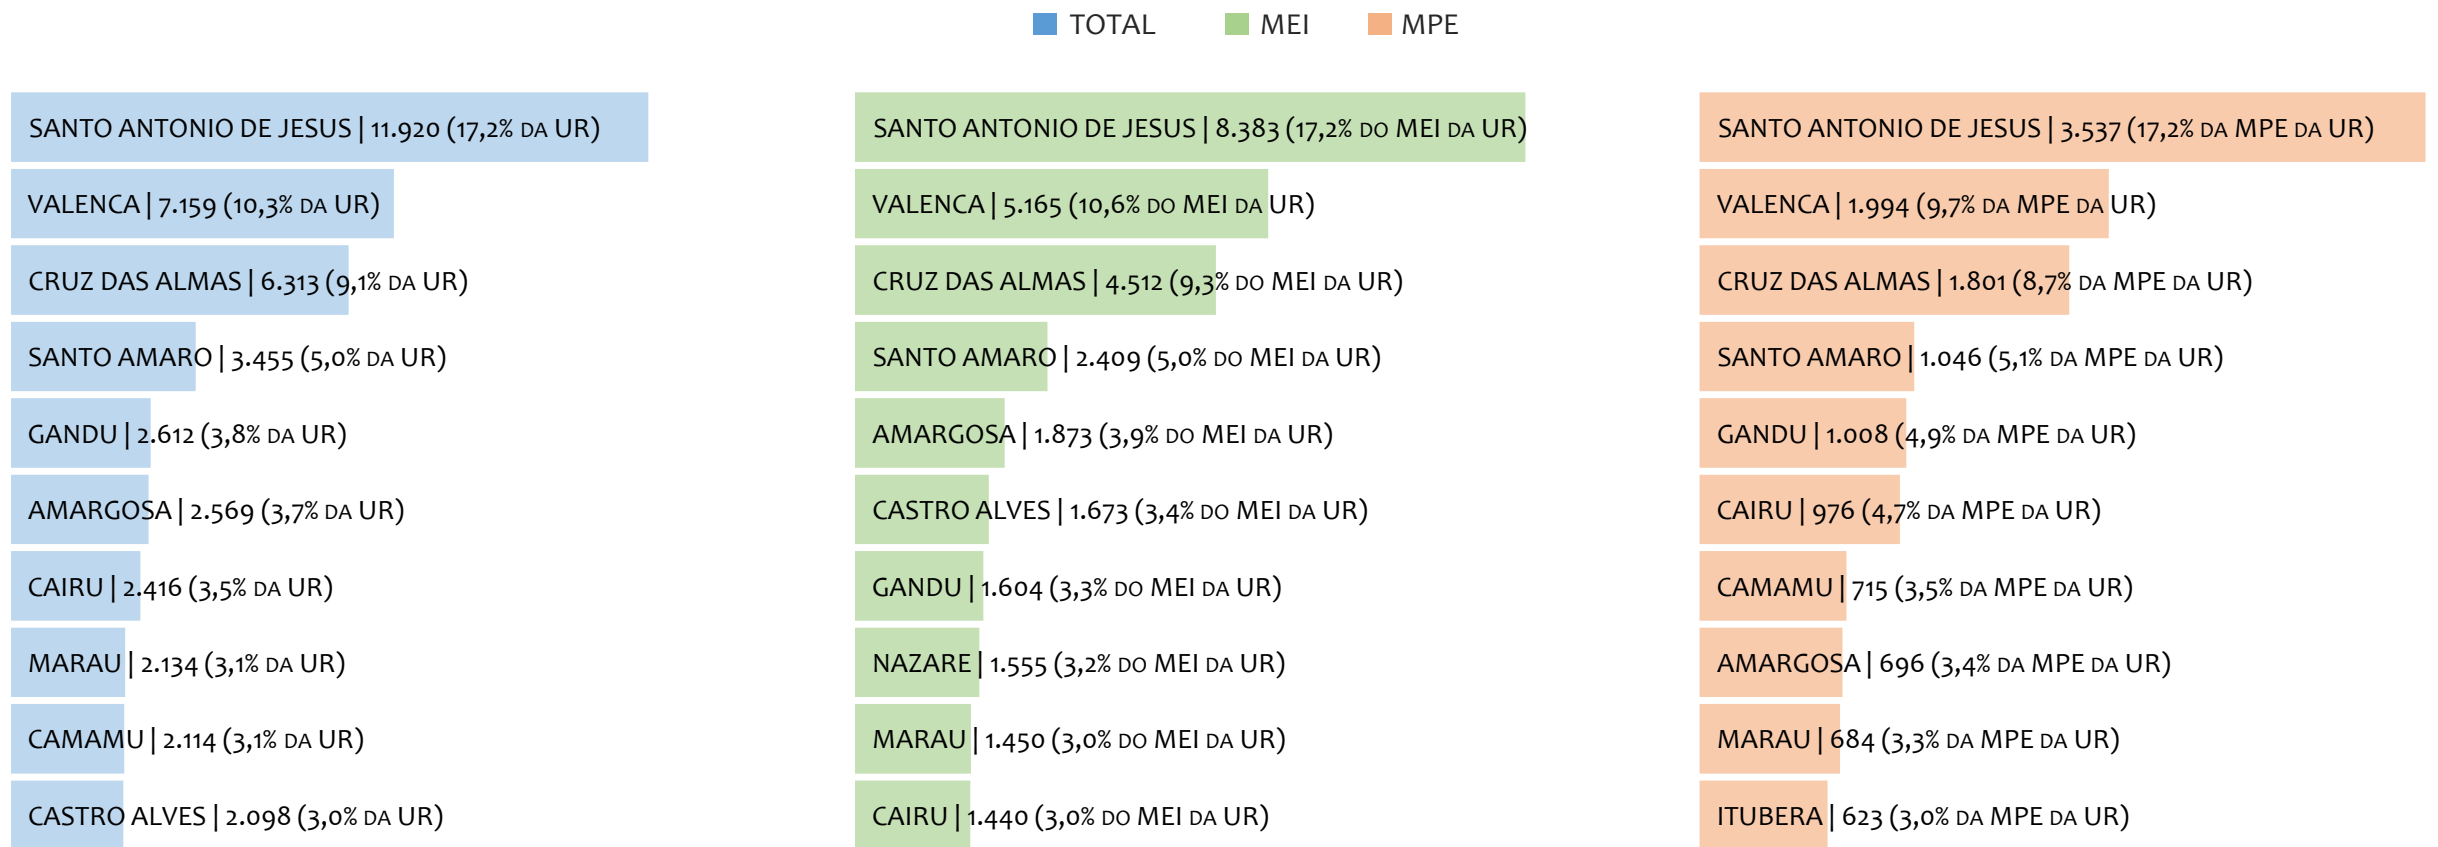 TOTAL MEI MPE
SANTO ANTONIO DE JESUS | 11.920 (17,2% DA UR)
VALENCA | 7.159 (10,3% DA UR)
CRUZ DAS ALMAS | 6.313 (9,1% DA UR)
SANTO AMARO | 3.455 (5,0% DA UR)
GANDU | 2.612 (3,8% DA UR)
AMARGOSA | 2.569 (3,7% DA UR)
CAIRU | 2.416 (3,5% DA UR)
MARAU | 2.134 (3,1% DA UR)
CAMAMU | 2.114 (3,1% DA UR)
CASTRO ALVES | 2.098 (3,0% DA UR)
SANTO ANTONIO DE JESUS | 8.383 (17,2% DO MEI DA UR)
VALENCA | 5.165 (10,6% DO MEI DA UR)
CRUZ DAS ALMAS | 4.512 (9,3% DO MEI DA UR)
SANTO AMARO | 2.409 (5,0% DO MEI DA UR)
AMARGOSA | 1.873 (3,9% DO MEI DA UR)
CASTRO ALVES | 1.673 (3,4% DO MEI DA UR)
GANDU | 1.604 (3,3% DO MEI DA UR)
NAZARE | 1.555 (3,2% DO MEI DA UR)
MARAU | 1.450 (3,0% DO MEI DA UR)
CAIRU | 1.440 (3,0% DO MEI DA UR)
SANTO ANTONIO DE JESUS | 3.537 (17,2% DA MPE DA UR)
VALENCA | 1.994 (9,7% DA MPE DA UR)
CRUZ DAS ALMAS | 1.801 (8,7% DA MPE DA UR)
SANTO AMARO | 1.046 (5,1% DA MPE DA UR)
GANDU | 1.008 (4,9% DA MPE DA UR)
CAIRU | 976 (4,7% DA MPE DA UR)
CAMAMU | 715 (3,5% DA MPE DA UR)
AMARGOSA | 696 (3,4% DA MPE DA UR)
MARAU | 684 (3,3% DA MPE DA UR)
ITUBERA | 623 (3,0% DA MPE DA UR)